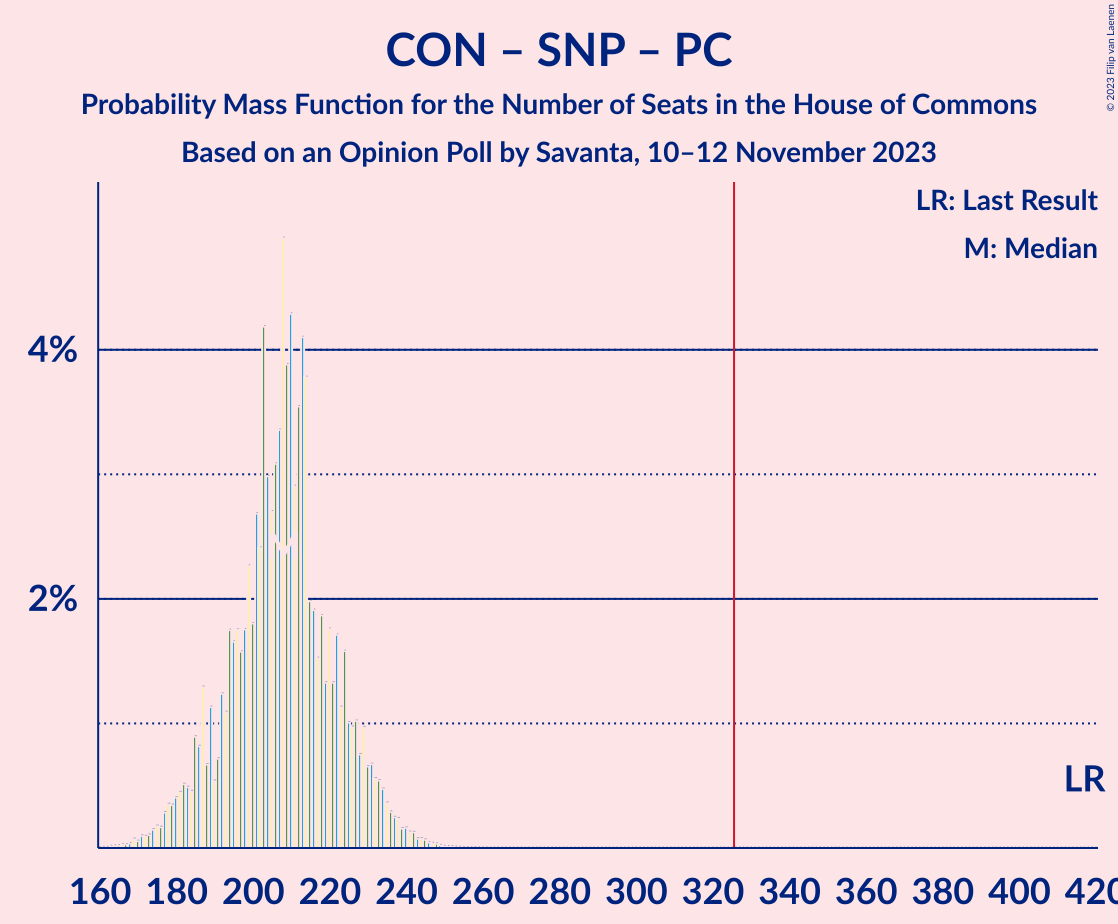 CON – SNP – PC
Probability Mass Function for the Number of Seats in the House of Commons
Based on an Opinion Poll by Savanta, 10–12 November 2023
© 2023 Filip van Laenen
LR: Last Result
M: Median
4%
2%
LR
160 180 200 220 240 260 280 300 320 340 360 380 400 420